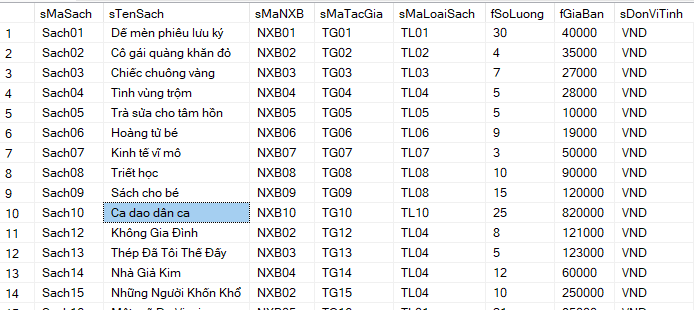 sMaSach sTenSach sMaNXB sMaTacGia sMaLoaiSach fSoLuong fGiaBan sDonViTinh
1 Sach01 Dế mèn phiêu lưu ký NXB01 TG01 TL01 30 40000 VND
2 Sach02 Cô gái quàng khăn đỏ NXB02 TG02 TL02 4 35000 VND
3 Sach03 Chiếc chuông vàng NXB03 TG03 TL03 7 27000 VND
4 Sach04 Tình vùng trộm NXB04 TG04 TL04 5 28000 VND
5 Sach05 Trà sữa cho tâm hồn NXB05 TG05 TL05 5 10000 VND
6 Sach06 Hoàng tử bé NXB06 TG06 TL06 9 19000 VND
7 Sach07 Kinh tế vĩ mô NXB07 TG07 TL07 3 50000 VND
8 Sach08 Triết học NXB08 TG08 TL08 10 90000 VND
9 Sach09 Sách cho bé NXB09 TG09 TL08 15 120000 VND
10 Sach10 Ca dao dân ca NXB10 TG10 TL10 25 820000 VND
11 Sach12 Không Gia Đình NXB02 TG12 TL04 8 121000 VND
12 Sach13 Thép Đã Tôi Thế Đấy NXB03 TG13 TL04 5 123000 VND
13 Sach14 Nhà Giả Kim NXB04 TG14 TL04 12 60000 VND
14 Sach15 Những Người Khốn Khổ NXB02 TG15 TL04 10 250000 VND